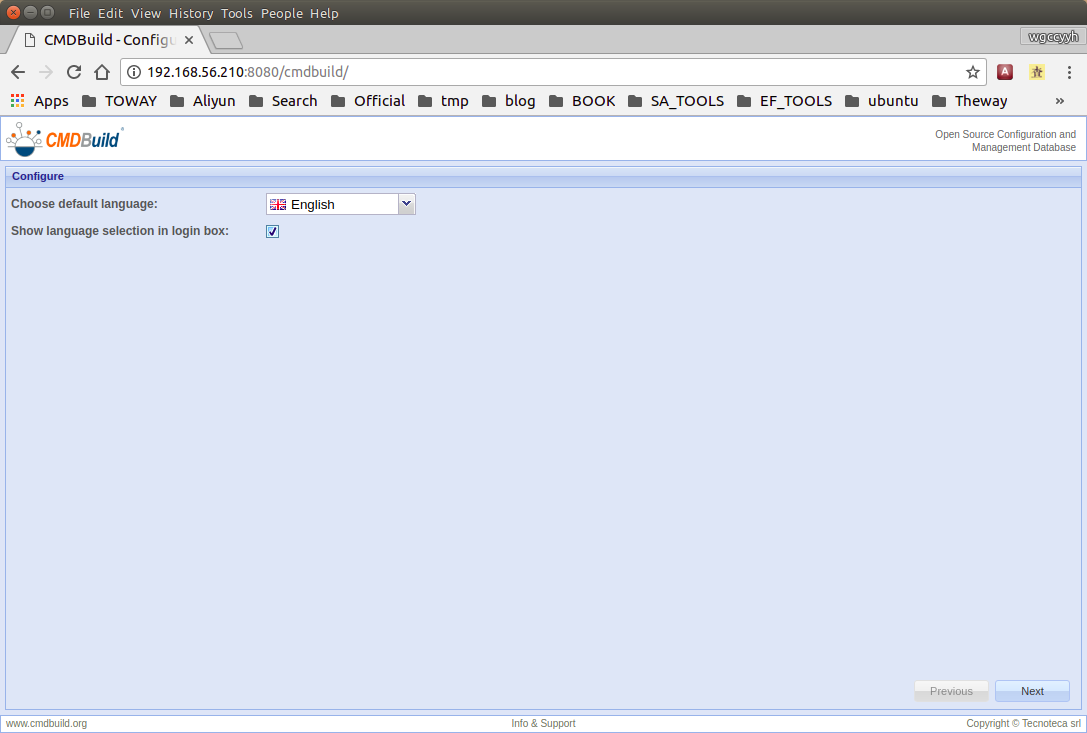 File Edit View History Tools People Help
CMDBuild - Configu
wgccyyh
192.168.56.210:8080/cmdbuild/
Apps TOWAY Aliyun Search Official tmp blog BOOK SA_TOOLS EF_TOOLS ubuntu Theway »
CMDBuild
Open Source Configuration and
Management Database
Configure
Choose default language: English
Show language selection in login box:
Previous Next
www.cmdbuild.org Info & Support Copyright © Tecnoteca srl